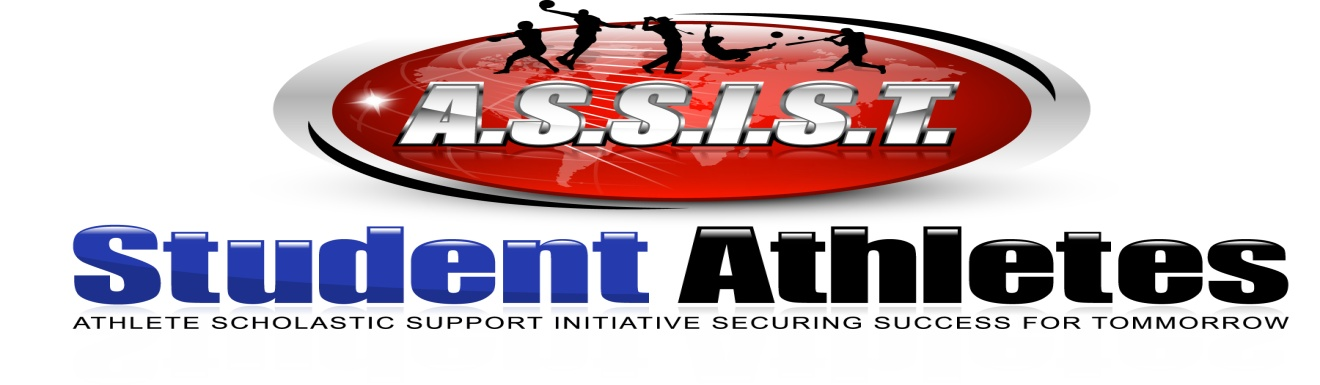 A.S.S.I.S.T.
Student Athletes
ATHLETE SCHOLASTIC SUPPORT INITIATIVE SECURING SUCCESS FOR TOMMORROW